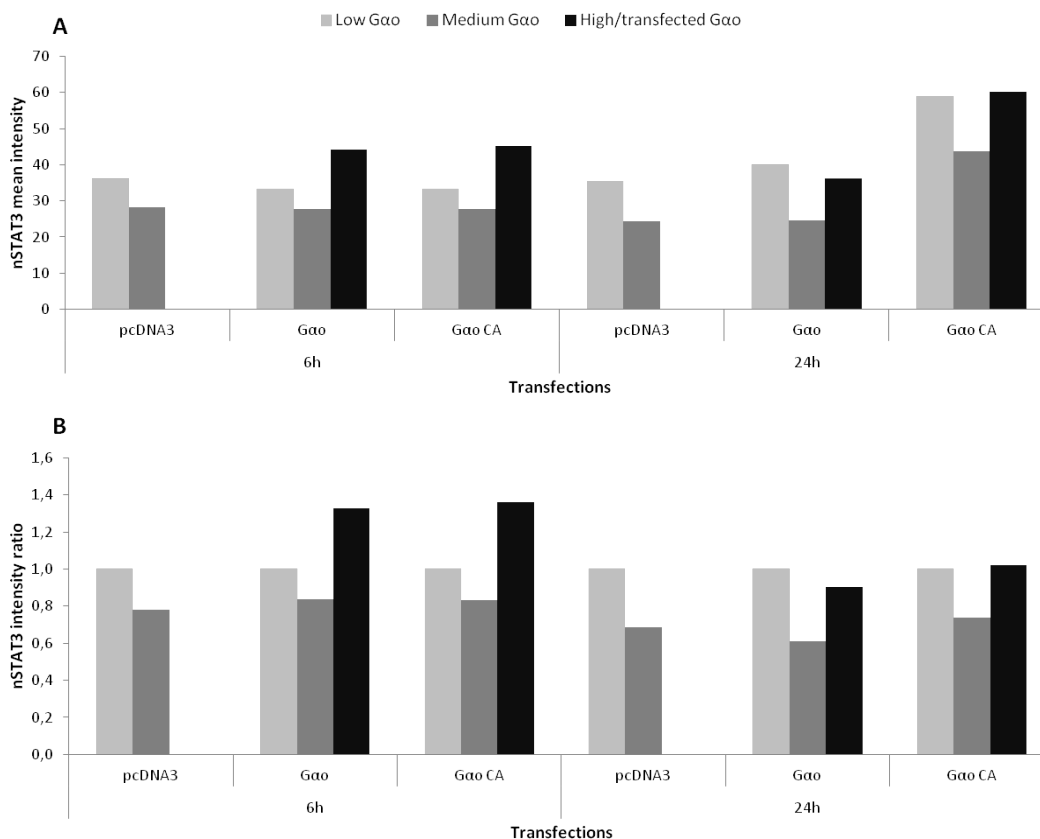 A
Low Gαo Medium Gαo High/transfected Gαo
nSTAT3 mean intensity
70
60
50
40
30
20
10
0
pcDNA3 Gαo Gαo CA pcDNA3 Gαo Gαo CA
6h 24h
Transfections
B
nSTAT3 intensity ratio
1,6
1,4
1,2
1,0
0,8
0,6
0,4
0,2
0,0
pcDNA3 Gαo Gαo CA pcDNA3 Gαo Gαo CA
6h 24h
Transfections